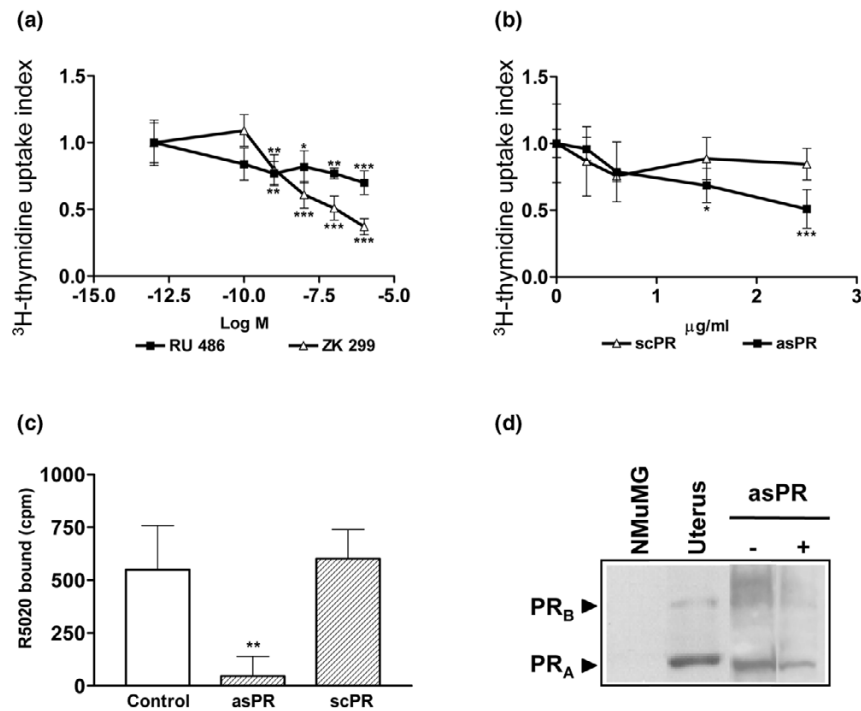 (a)
³H-thymidine uptake index
1.5
1.0
0.5
0.0
** * ** ***
** *** *** ***
-15.0 -12.5 -10.0 -7.5 -5.0
Log M
RU 486 ZK 299
(b)
³H-thymidine uptake index
1.5
1.0
0.5
0.0
* ***
0 1 2 3
µg/ml
scPR asPR
(c)
R5020 bound (cpm)
1000
750
500
250
0
**
Control asPR scPR
(d)
NMuMG Uterus asPR
- +
PRB
PRA